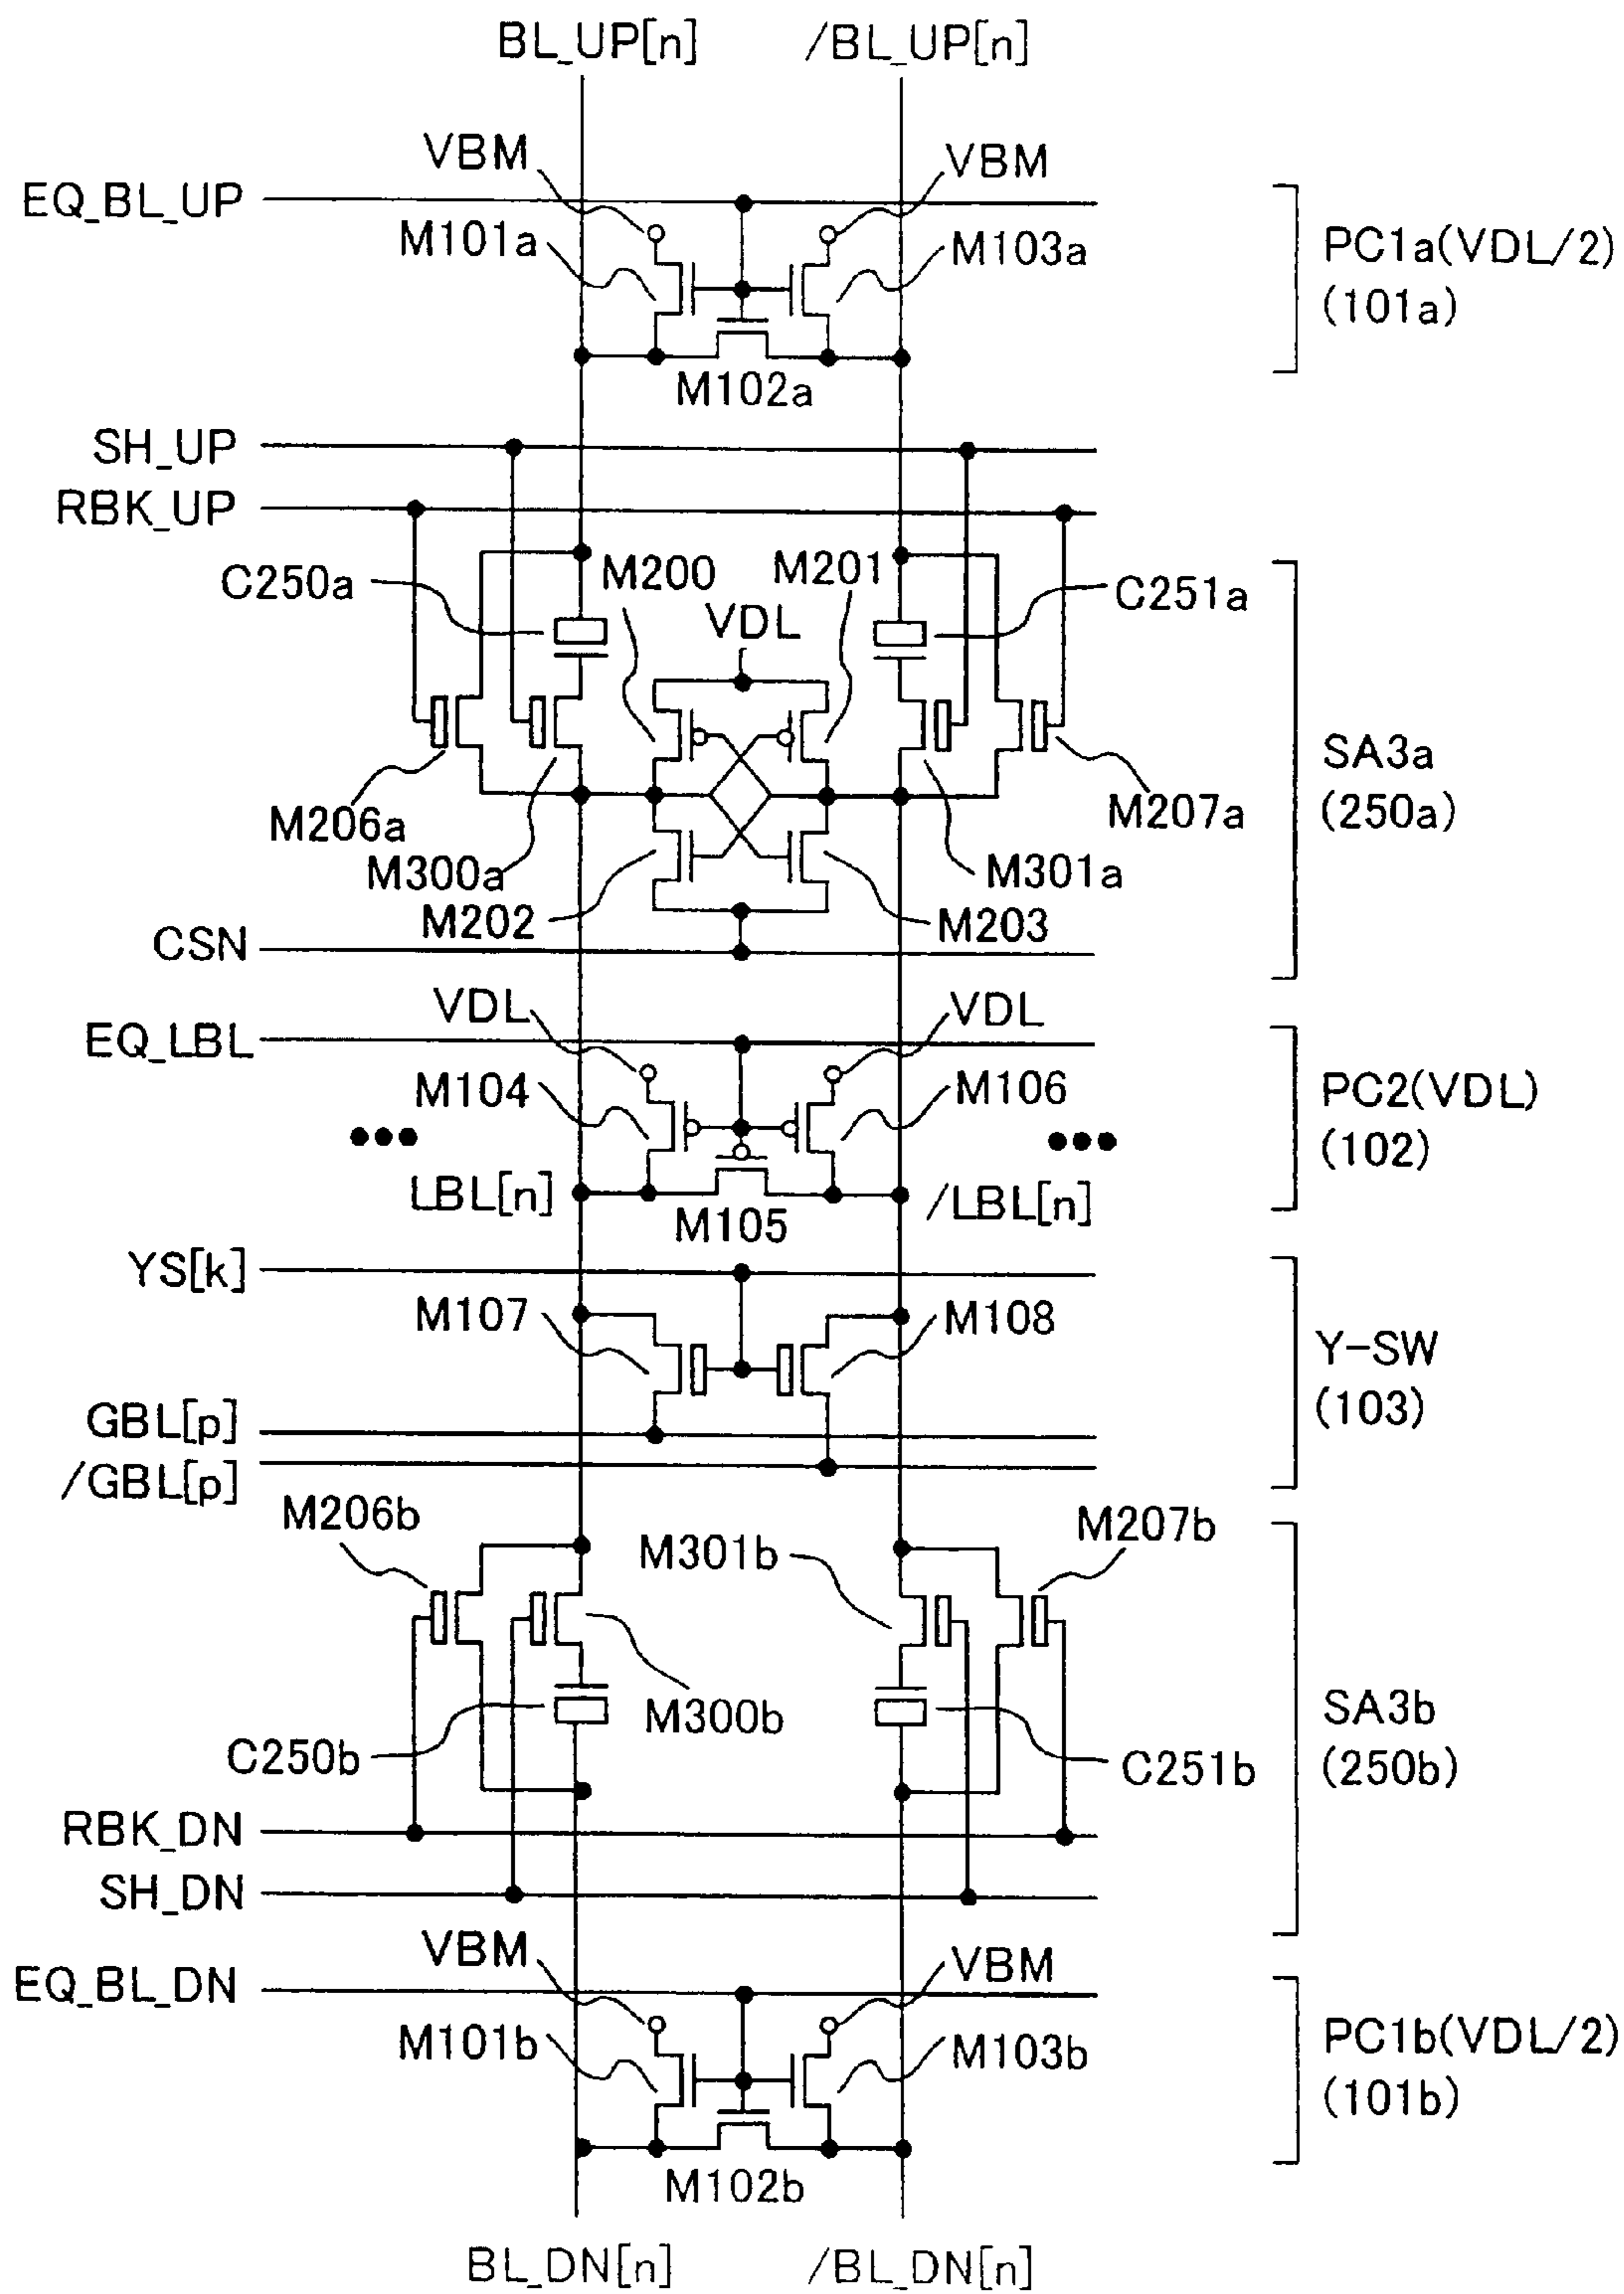 BL_UP[n] /BL_UP[n]
VBM VBM
EQ_BL_UP
M101a M103a
PC1a(VDL/2)
(101a)
M102a
SH_UP
RBK_UP
C250a M200 M201 C251a
VDL
SA3a
(250a)
M206a M207a
M300a M301a
M202 M203
CSN
VDL VDL
EQ_LBL
M104 M106
PC2(VDL)
(102)
LBL[n] /LBL[n]
M105
YS[k]
M107 M108
Y-SW
(103)
GBL[p]
/GBL[p]
M206b M207b
M301b
M300b
C250b C251b
SA3b
(250b)
RBK_DN
SH_DN
VBM VBM
EQ_BL_DN
M101b M103b
PC1b(VDL/2)
(101b)
M102b
BL_DN[n] /BL_DN[n]